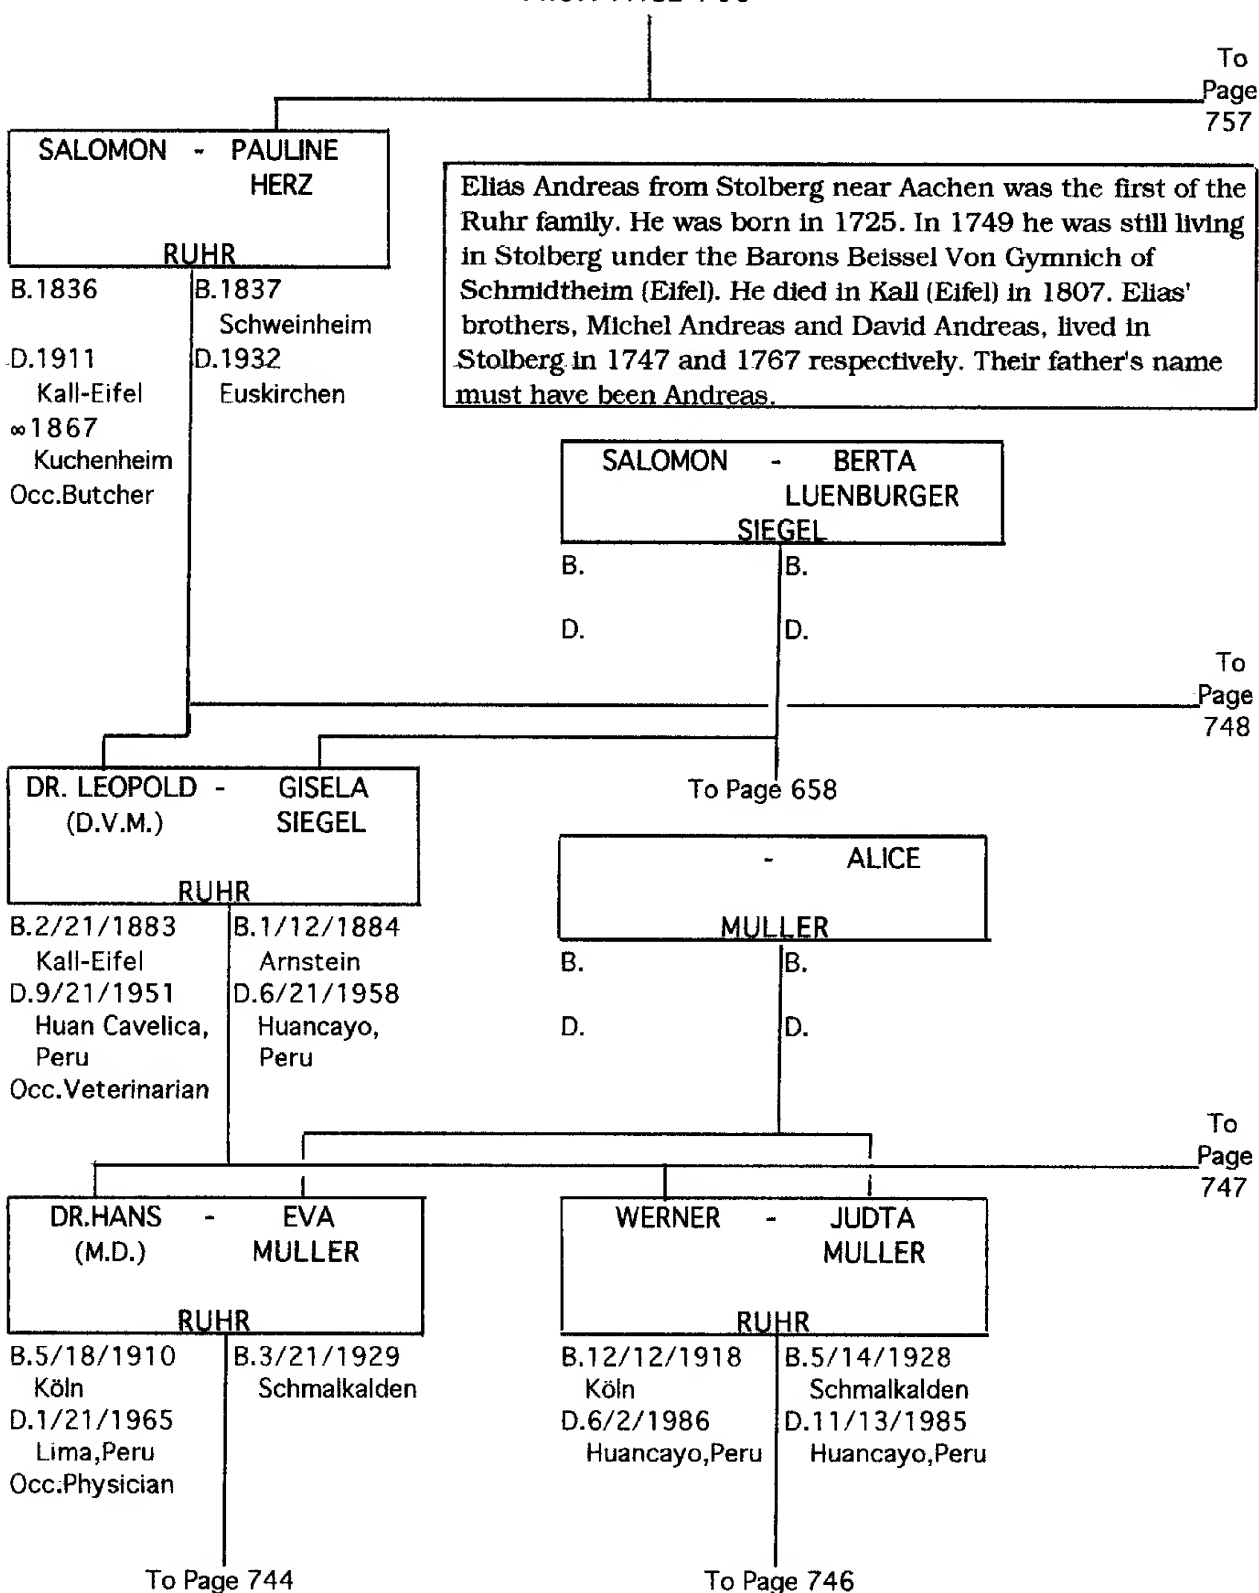 To
Page
757
SALOMON - PAULINE
HERZ
RUHR
B.1836
D.1911
Kall-Eifel
∞1867
Kuchenheim
Occ.Butcher
B.1837
Schweinheim
D.1932
Euskirchen
Elias Andreas from Stolberg near Aachen was the first of the
Ruhr family. He was born in 1725. In 1749 he was still living
in Stolberg under the Barons Beissel Von Gymnich of
Schmidtheim (Eifel). He died in Kall (Eifel) in 1807. Elias'
brothers, Michel Andreas and David Andreas, lived in
Stolberg in 1747 and 1767 respectively. Their father's name
must have been Andreas.
SALOMON - BERTA
LUENBURGER
SIEGEL
B. B.
D. D.
To
Page
748
To Page 658
DR. LEOPOLD - GISELA
(D.V.M.) SIEGEL
RUHR
B.2/21/1883
Kall-Eifel
D.9/21/1951
Huan Cavelica,
Peru
Occ.Veterinarian
B.1/12/1884
Arnstein
D.6/21/1958
Huancayo,
Peru
- ALICE
MULLER
B. B.
D. D.
To
Page
747
DR.HANS - EVA
(M.D.) MULLER
RUHR
B.5/18/1910
Köln
D.1/21/1965
Lima,Peru
Occ.Physician
B.3/21/1929
Schmalkalden
To Page 744
WERNER - JUDTA
MULLER
RUHR
B.12/12/1918
Köln
D.6/2/1986
Huancayo,Peru
B.5/14/1928
Schmalkalden
D.11/13/1985
Huancayo,Peru
To Page 746